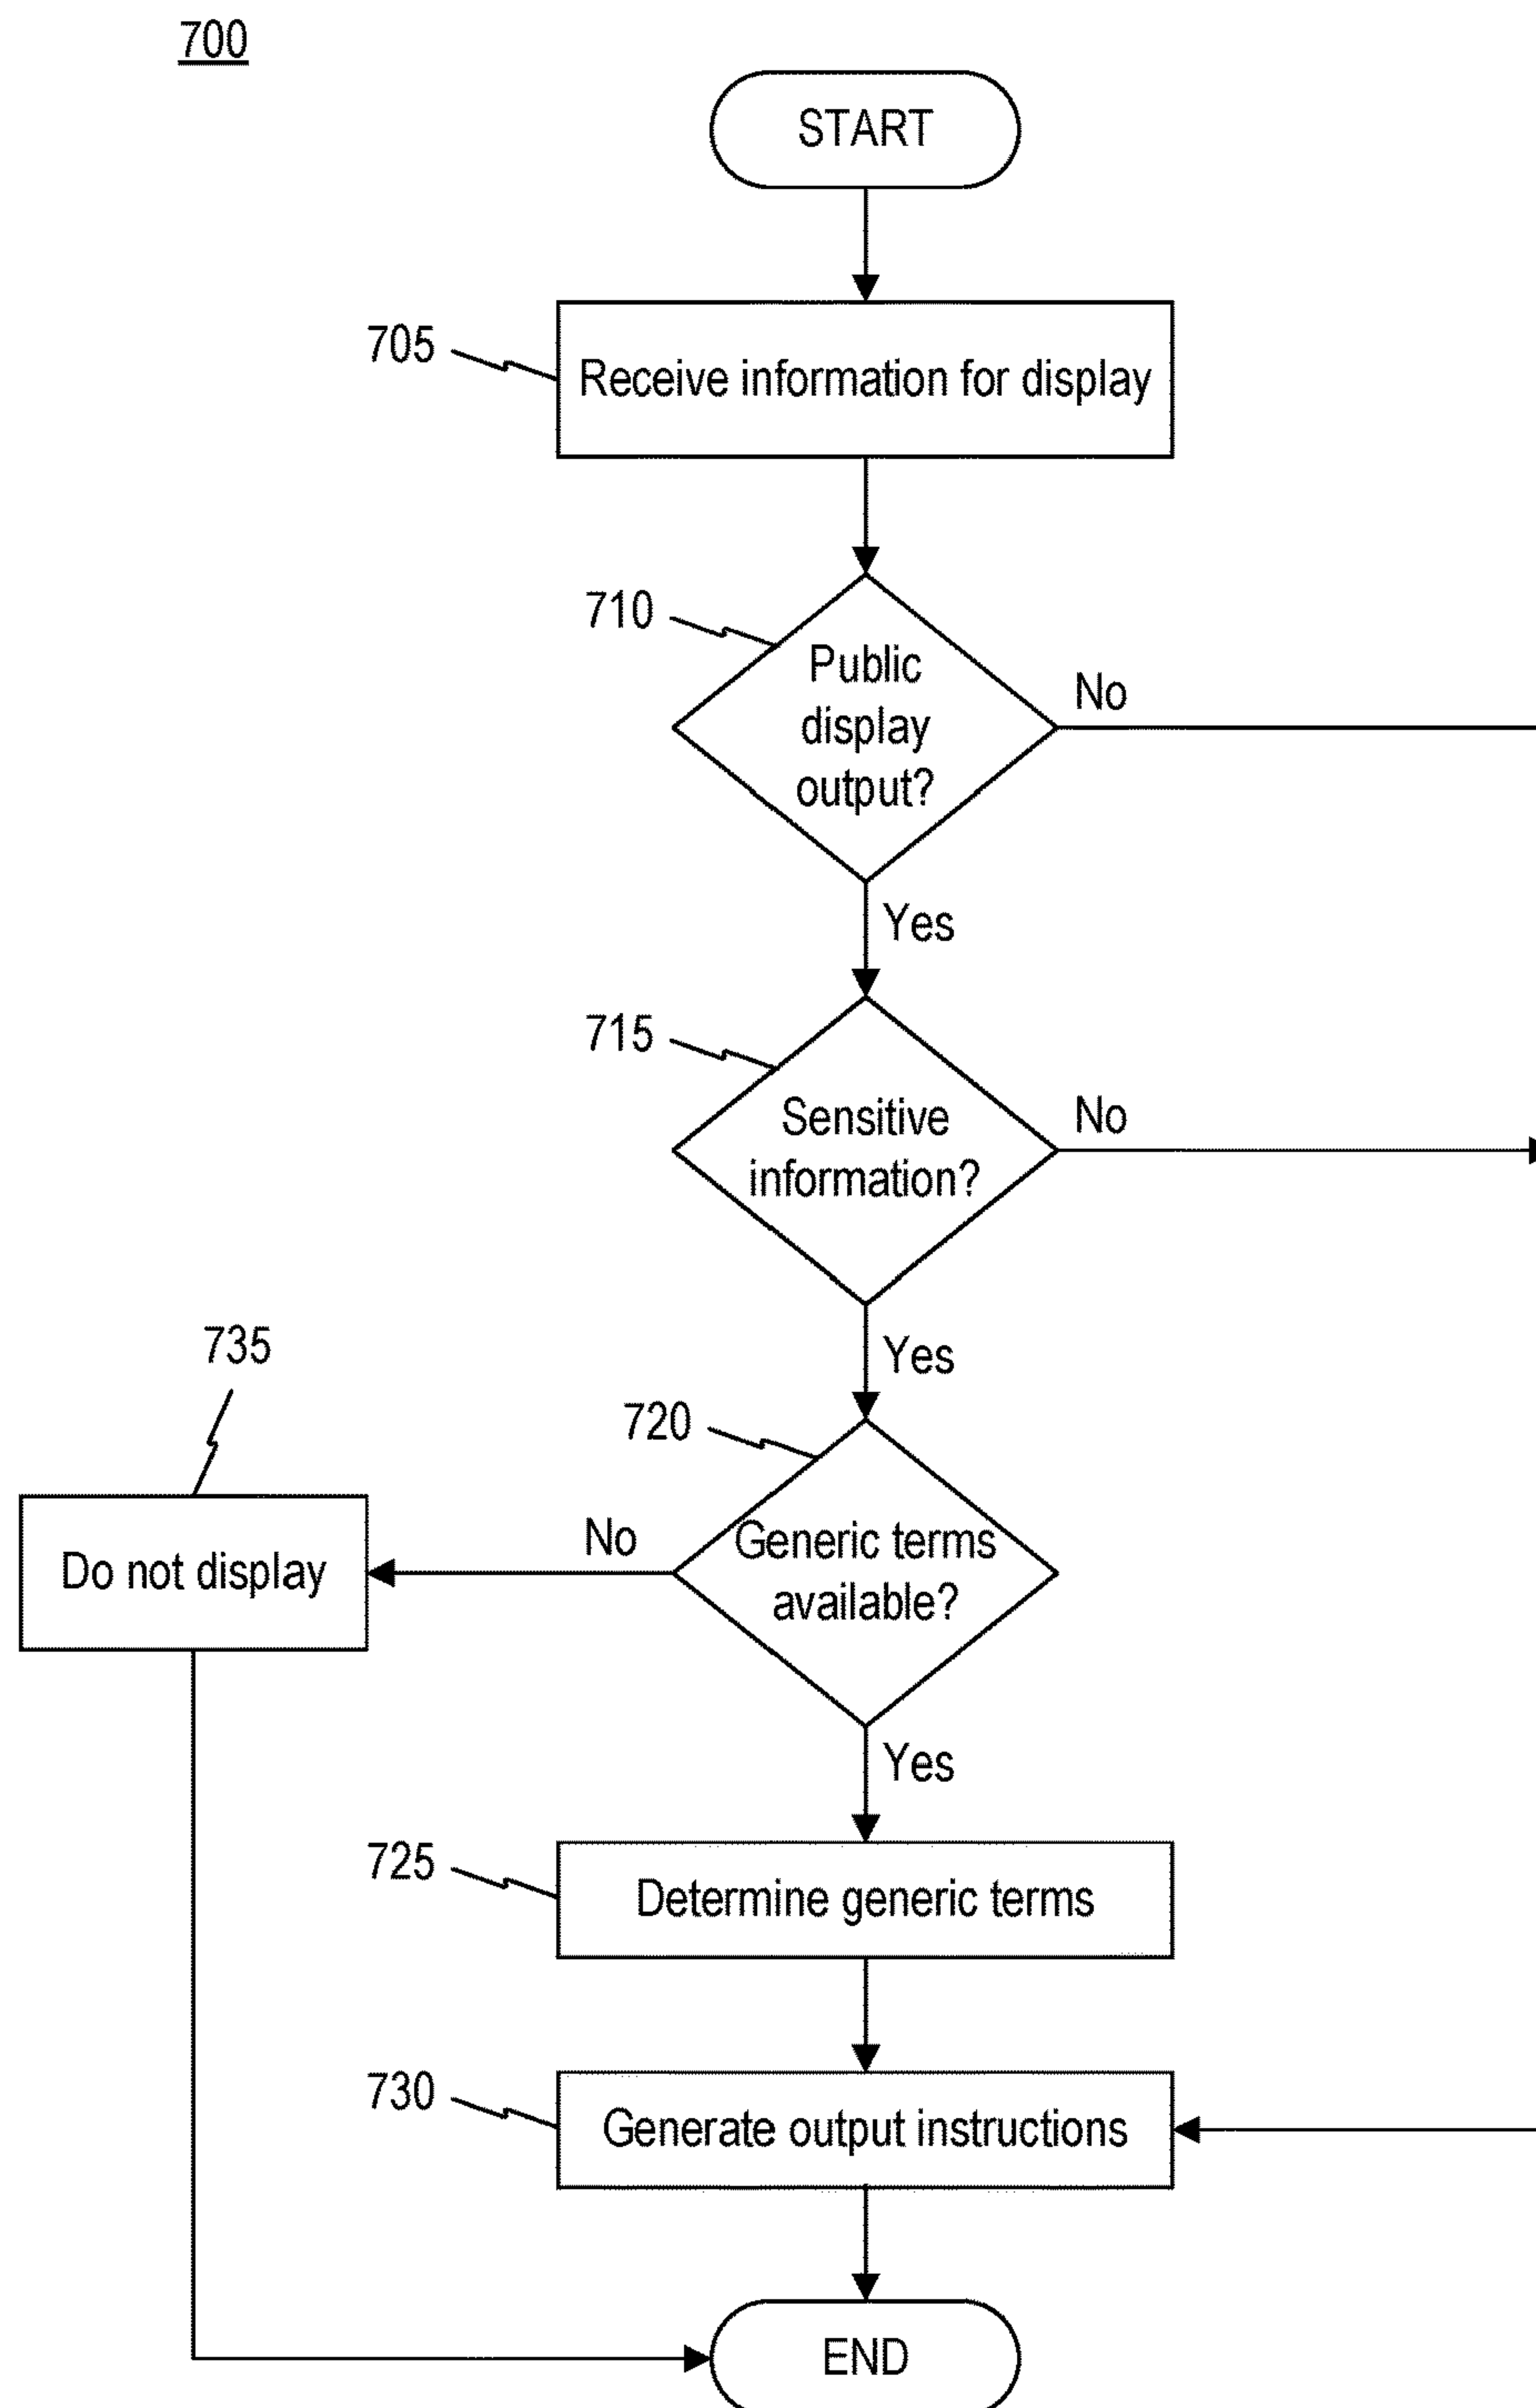 700
START
705
Receive information for display
710
Public
display
output?
No
Yes
715
Sensitive
information?
No
Yes
735
720
Do not display
No
Generic terms
available?
Yes
725
Determine generic terms
730
Generate output instructions
END